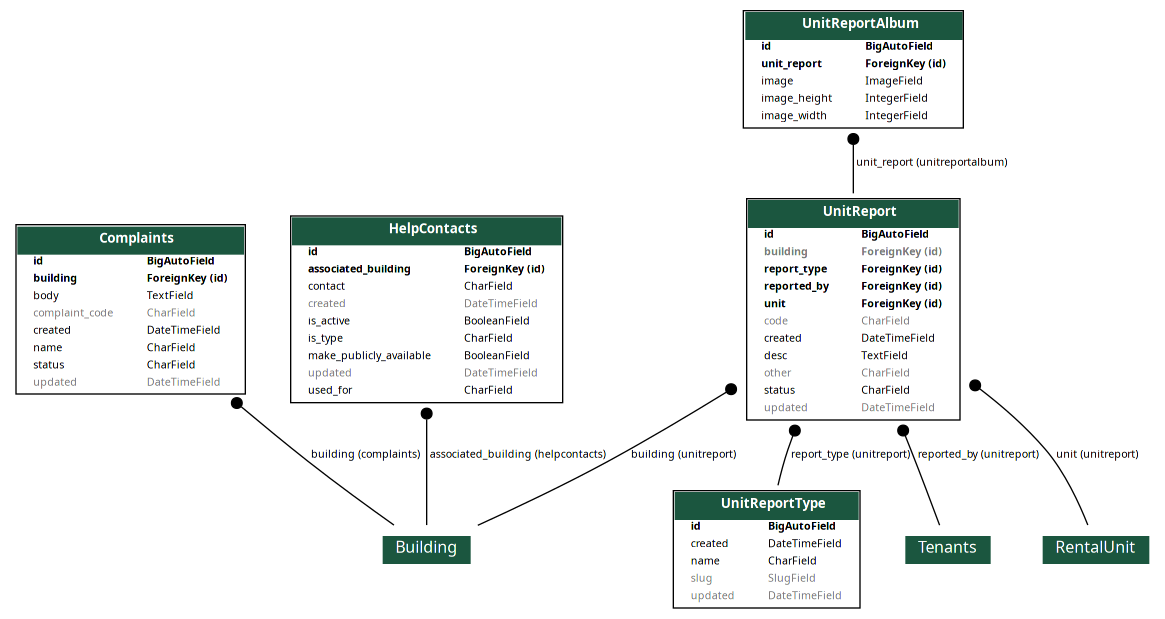 UnitReportAlbum
id BigAutoField
unit_report ForeignKey (id)
image ImageField
image_height IntegerField
image_width IntegerField
unit_report (unitreportalbum)
UnitReport
id BigAutoField
building ForeignKey (id)
report_type ForeignKey (id)
reported_by ForeignKey (id)
unit ForeignKey (id)
code CharField
created DateTimeField
desc TextField
other CharField
status CharField
updated DateTimeField
HelpContacts
id BigAutoField
associated_building ForeignKey (id)
contact CharField
created DateTimeField
is_active BooleanField
is_type CharField
make_publicly_available BooleanField
updated DateTimeField
used_for CharField
Complaints
id BigAutoField
building ForeignKey (id)
body TextField
complaint_code CharField
created DateTimeField
name CharField
status CharField
updated DateTimeField
building (complaints)
associated_building (helpcontacts)
building (unitreport)
report_type (unitreport)
reported_by (unitreport)
unit (unitreport)
UnitReportType
id BigAutoField
created DateTimeField
name CharField
slug SlugField
updated DateTimeField
Building
Tenants
RentalUnit